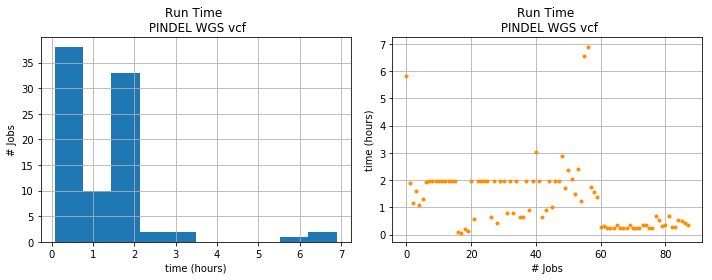 Run Time
PINDEL WGS vcf
# Jobs
35
30
25
20
15
10
5
0
0 1 2 3 4 5 6 7
time (hours)
Run Time
PINDEL WGS vcf
time (hours)
7
6
5
4
3
2
1
0
0 20 40 60 80
# Jobs